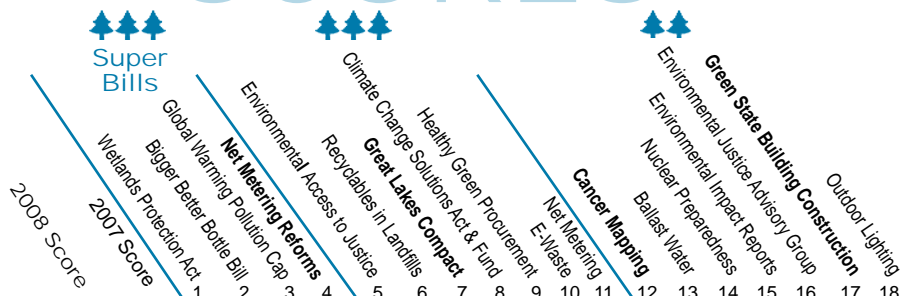 Super
Bills
2008 Score
2007 Score
Wetlands Protection Act
Bigger Better Bottle Bill
Global Warming Pollution Cap
Net Metering Reforms
Environmental Access to Justice
Recyclables in Landfills
Great Lakes Compact
Climate Change Solutions Act & Fund
Healthy Green Procurement
E-Waste
Net Metering
Cancer Mapping
Ballast Water
Nuclear Preparedness
Environmental Impact Reports
Environmental Justice Advisory Group
Green State Building Construction
Outdoor Lighting
1 2 3 4 5 6 7 8 9 10 11 12 13 14 15 16 17 18